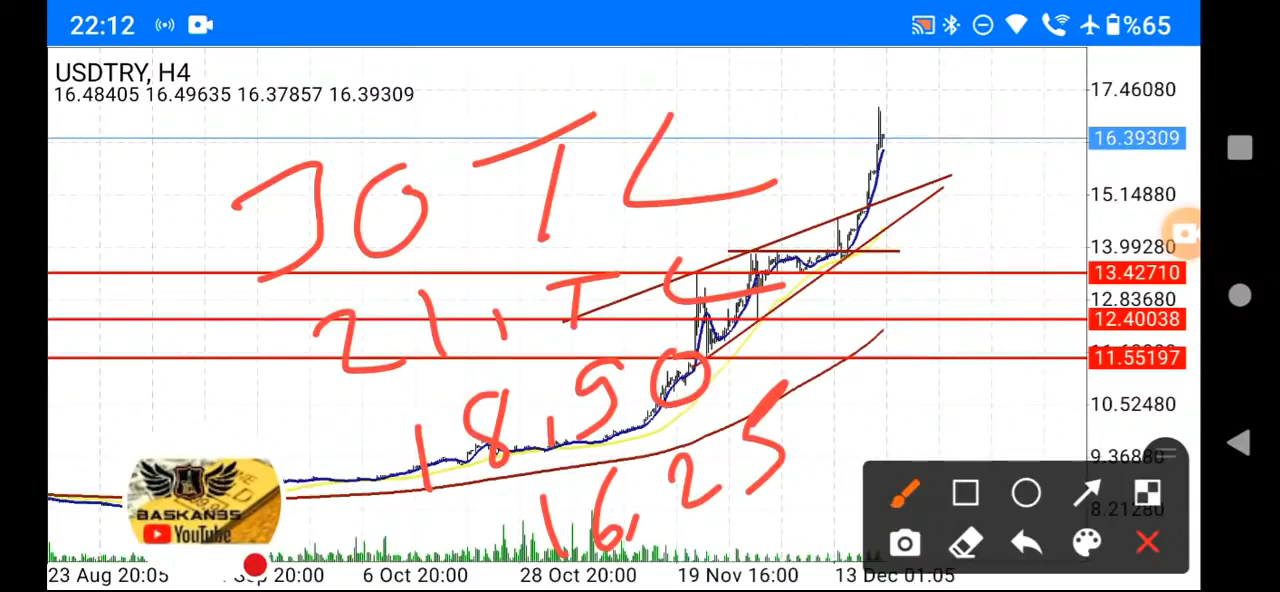 22:12
%65
USDTRY, H4
16.48405 16.49635 16.37857 16.39309
17.46080
16.39309
15.14880
13.99280
13.42710
12.83680
12.40038
11.55197
10.52480
9.36880
8.21280
30 TL
21, TL
18,90
16,25
BASKAN35
YouTube
23 Aug 20:05
20:00
6 Oct 20:00
28 Oct 20:00
19 Nov 16:00
13 Dec 01:05